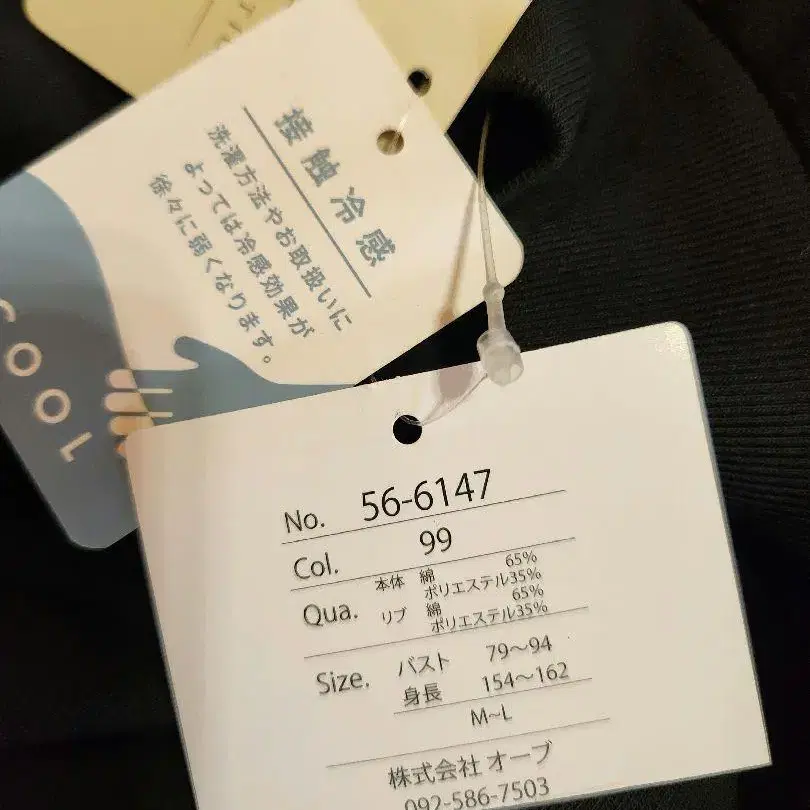 接触冷感
洗濯方法やお取扱いに
よっては冷感効果が
徐々に弱くなります。
COOL
No. 56-6147
Col. 99
Qua. 本体 綿 65%
ポリエステル35%
リブ 綿 65%
ポリエステル35%
Size. バスト 79～94
身長 154～162
M~L
株式会社 オーブ
092-586-7503